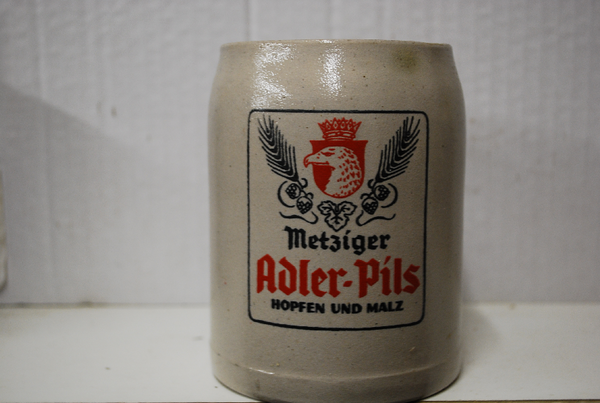 Metziger
Adler-Pils
HOPFEN UND MALZ